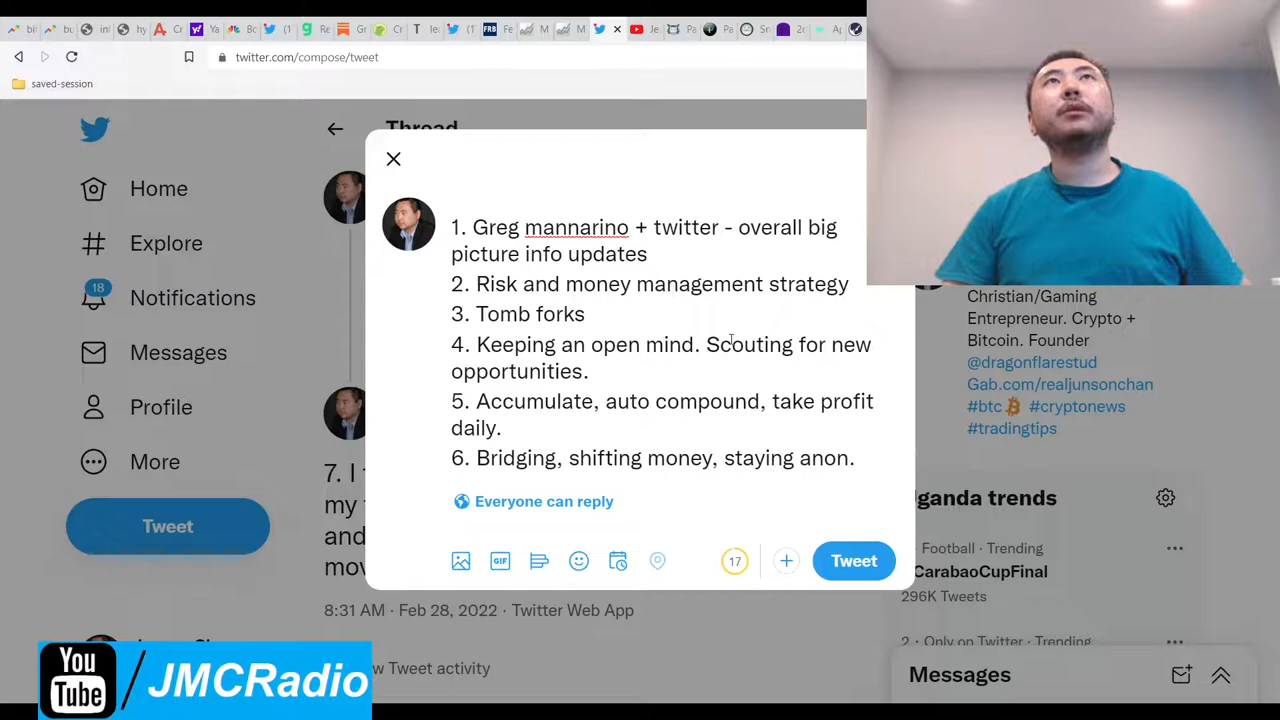 twitter.com/compose/tweet
saved-session
Home
Explore
18
Notifications
Messages
Profile
More
Tweet
Thread
1. Greg mannarino + twitter - overall big
picture info updates
2. Risk and money management strategy
3. Tomb forks
4. Keeping an open mind. Scouting for new
opportunities.
5. Accumulate, auto compound, take profit
daily.
6. Bridging, shifting money, staying anon.
Everyone can reply
GIF
17
Tweet
7. I
my
and
mov
8:31 AM · Feb 28, 2022 · Twitter Web App
Tweet activity
Christian/Gaming
Entrepreneur. Crypto +
Bitcoin. Founder
@dragonflarestud
Gab.com/realjunsonchan
#btc #cryptonews
#tradingtips
ganda trends
Football · Trending
CarabaoCupFinal
296K Tweets
2 · Only on Twitter · Trending
Messages
You
Tube
/JMCRadio